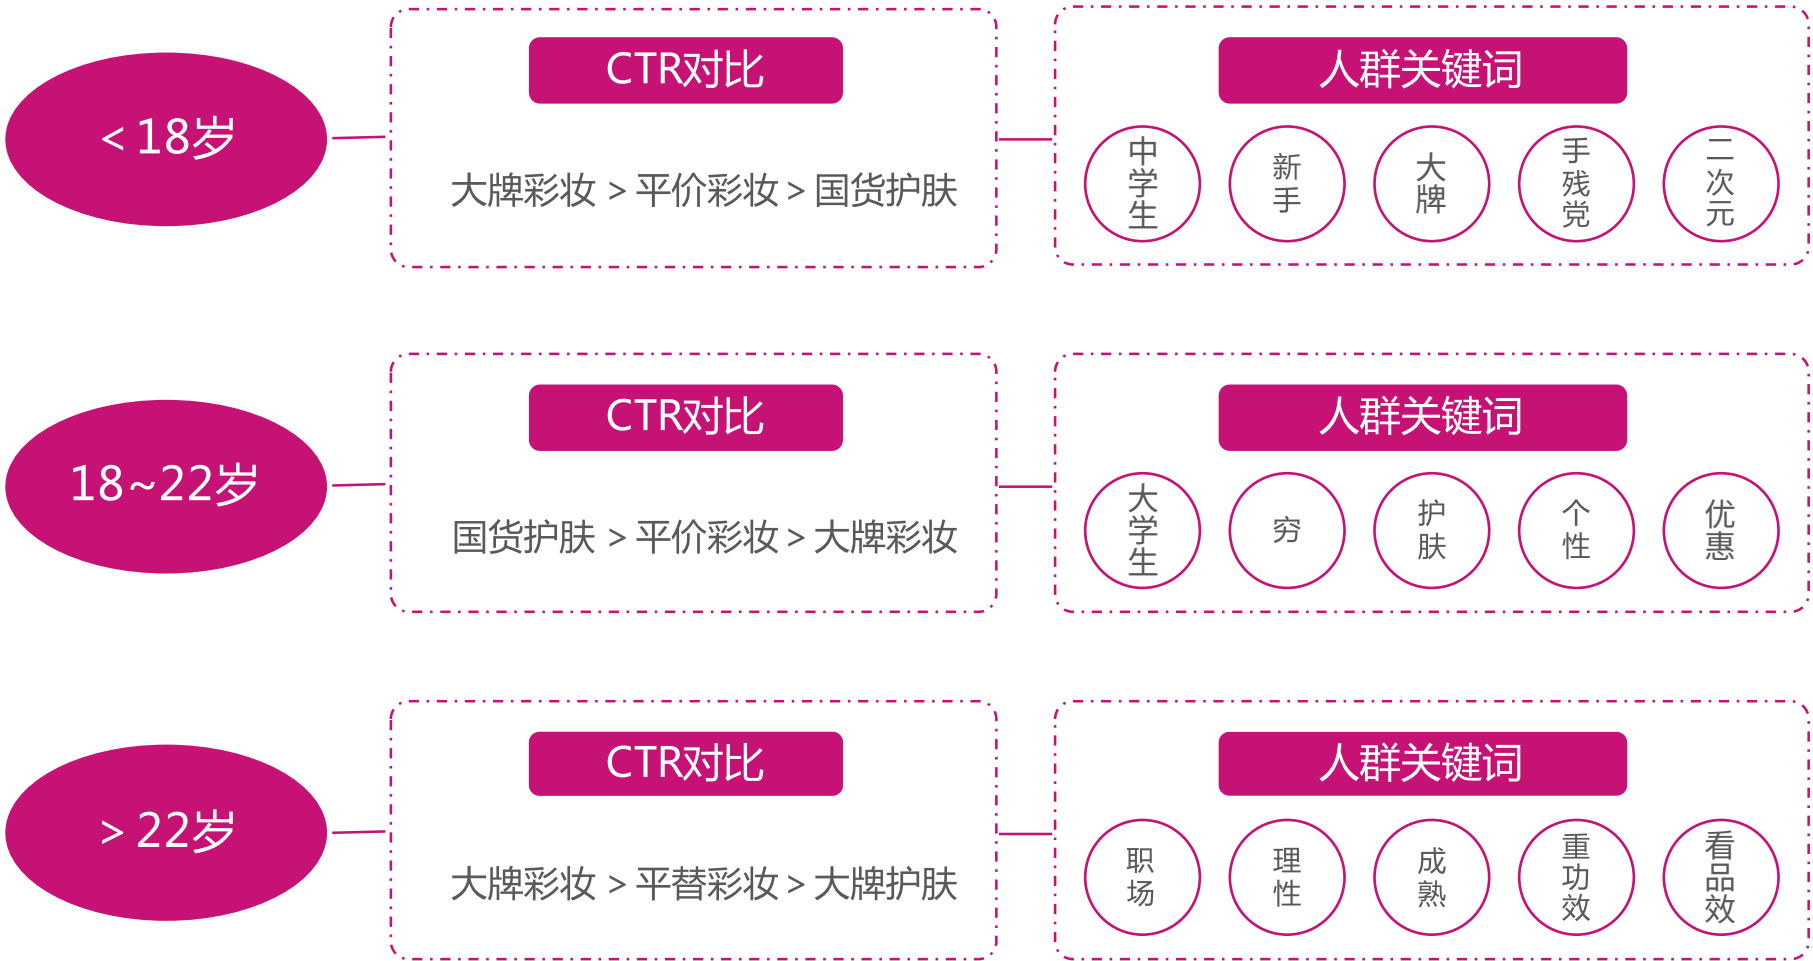 ＜18岁
CTR对比
大牌彩妆 > 平价彩妆 > 国货护肤
人群关键词
中学生
新手
大牌
手残党
二次元
18~22岁
CTR对比
国货护肤 > 平价彩妆 > 大牌彩妆
人群关键词
大学生
穷
护肤
个性
优惠
＞22岁
CTR对比
大牌彩妆 > 平替彩妆 > 大牌护肤
人群关键词
职场
理性
成熟
重功效
看品效